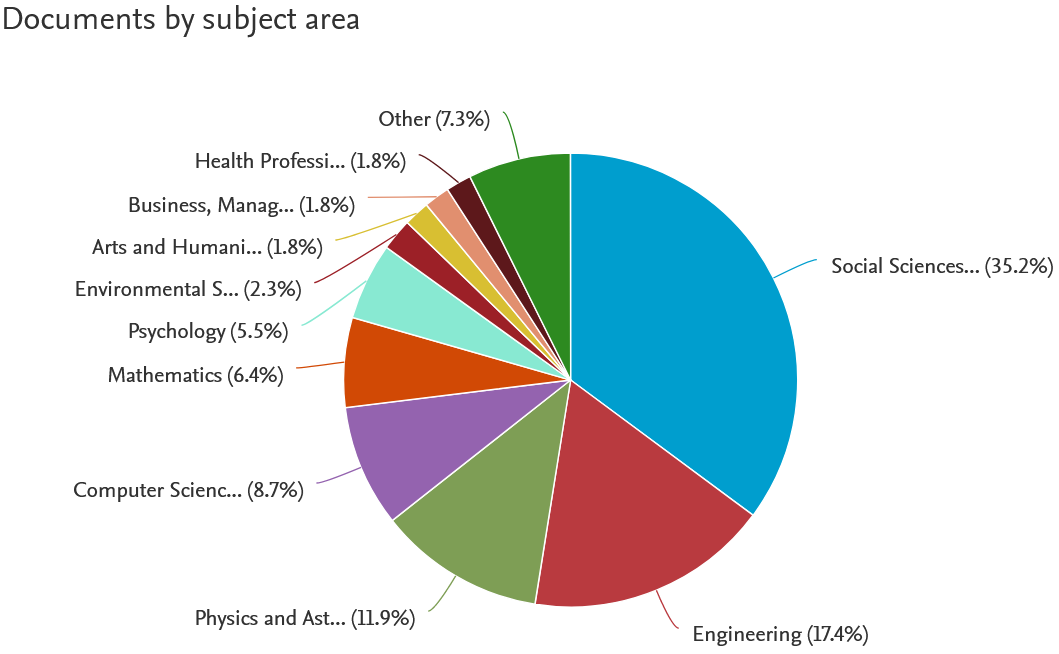 Documents by subject area
Other (7.3%)
Health Professi... (1.8%)
Business, Manag... (1.8%)
Arts and Humani... (1.8%)
Environmental S... (2.3%)
Psychology (5.5%)
Mathematics (6.4%)
Computer Scienc... (8.7%)
Physics and Ast... (11.9%)
Engineering (17.4%)
Social Sciences... (35.2%)